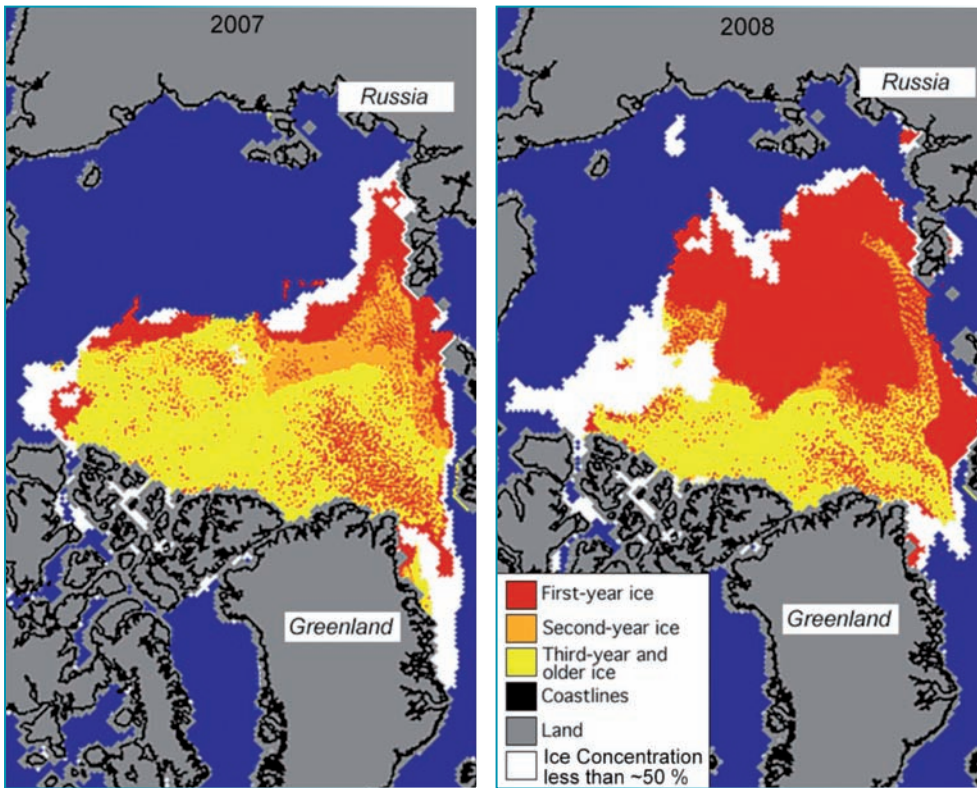 2007
Russia
Greenland
2008
Russia
Greenland
First-year ice
Second-year ice
Third-year and
older ice
Coastlines
Land
Ice Concentration
less than ~50 %